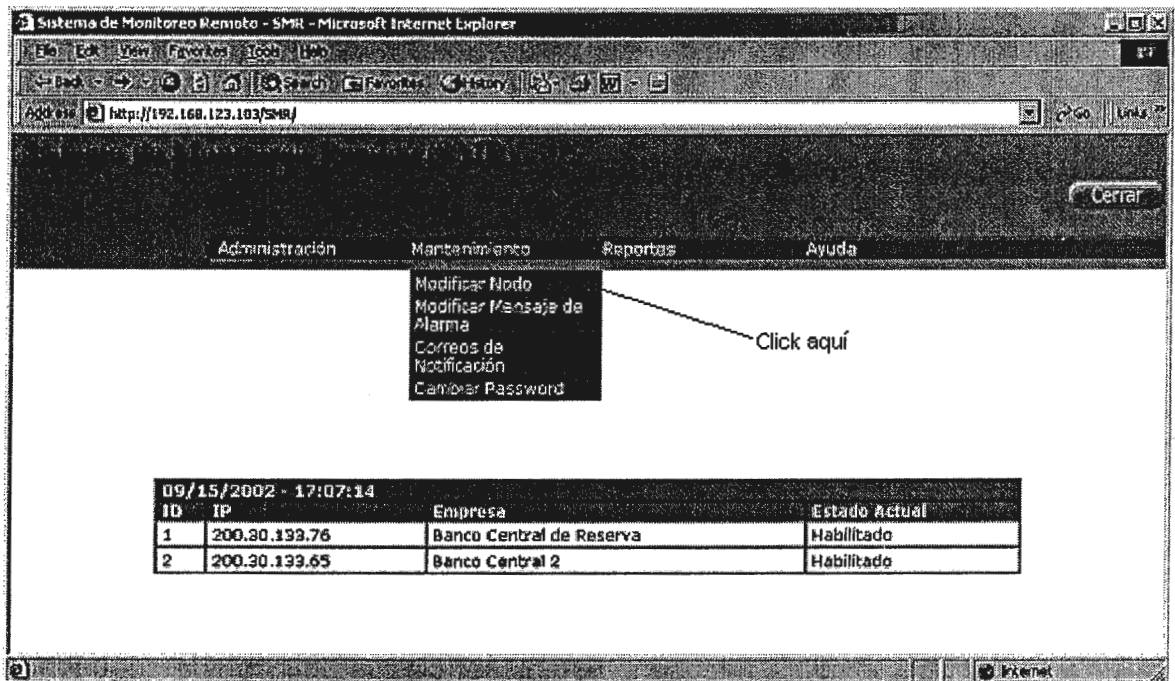 Sistema de Monitoreo Remoto - SMR - Microsoft Internet Explorer
File Edit View Favorites Tools Help
Back Search Favorites History
Address http://192.168.123.103/SMR/ Go Links »
Cerrar
Administración Mantenimiento Reportes Ayuda
Modificar Nodo
Modificar Mensaje de
Alarma
Correos de
Notificación
Cambiar Password
Click aquí
09/15/2002 - 17:07:14
ID IP Empresa Estado Actual
1 200.30.133.76 Banco Central de Reserva Habilitado
2 200.30.133.65 Banco Central 2 Habilitado
Internet